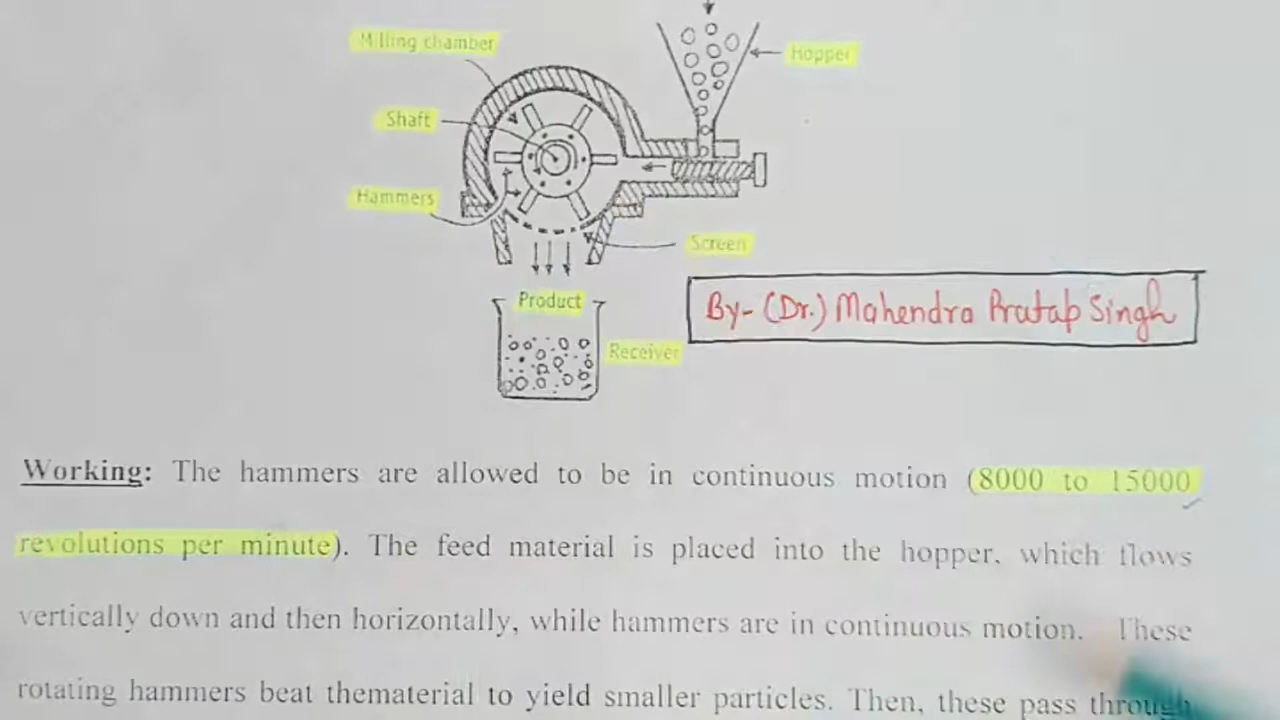 Milling chamber
Hopper
Shaft
Hammers
Screen
Product
Receiver
By- (Dr.) Mahendra Pratap Singh
Working: The hammers are allowed to be in continuous motion (8000 to 15000
revolutions per minute). The feed material is placed into the hopper, which flows
vertically down and then horizontally, while hammers are in continuous motion. These
rotating hammers beat thematerial to yield smaller particles. Then, these pass through